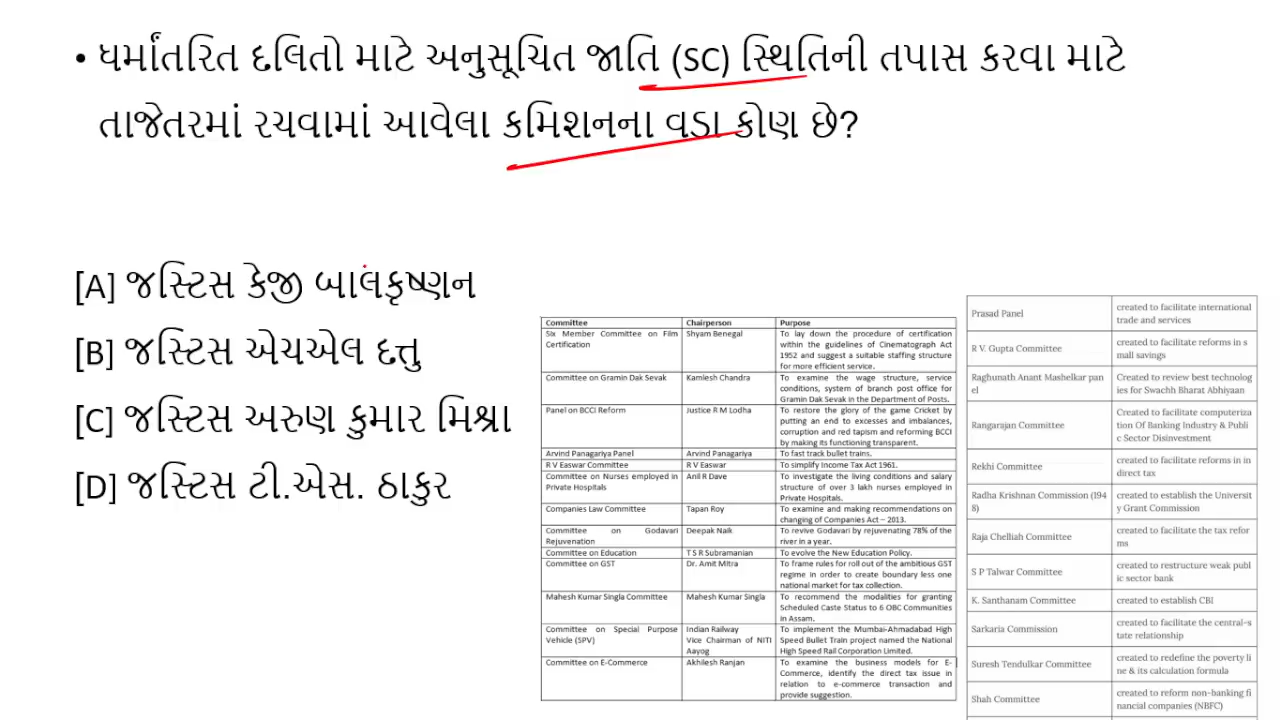 • ધર્માંતરિત દલિતો માટે અનુસૂચિત જાતિ (SC) સ્થિતિની તપાસ કરવા માટે
તાજેતરમાં રચવામાં આવેલા કમિશનના વડા કોણ છે?
[A] જસ્ટિસ કેજી બાલકૃષ્ણન
[B] જસ્ટિસ એચએલ દત્તુ
[C] જસ્ટિસ અરુણ કુમાર મિશ્રા
[D] જસ્ટિસ ટી.એસ. ઠાકુર
Committee Chairperson Purpose
Six Member Committee on Film Shyam Benegal To lay down the procedure of certification
Certification within the guidelines of Cinematograph Act
1952 and suggest a suitable staffing structure
for more efficient service.
Committee on Gramin Dak Sevak Kamlesh Chandra To examine the wage structure, service
conditions, system of branch post office for
Gramin Dak Sevak in the Department of Posts.
Panel on BCCI Reform Justice R M Lodha To restore the glory of the game Cricket by
putting an end to excesses and imbalances,
corruption and red tapism and reforming BCCI
by making its functioning transparent.
Arvind Panagariya Panel Arvind Panagariya To fast track bullet trains.
R V Easwar Committee R V Easwar To simplify Income Tax Act 1961.
Committee on Nurses employed in Anil R Dave To investigate the living conditions and salary
Private Hospitals structure of over 3 lakh nurses employed in
Private Hospitals.
Companies Law Committee Tapan Roy To examine and making recommendations on
changing of Companies Act – 2013.
Committee on Godavari Deepak Naik To revive Godavari by rejuvenating 78% of the
Rejuvenation river in a year.
Committee on Education T S R Subramanian To evolve the New Education Policy.
Committee on GST Dr. Amit Mitra To frame rules for roll out of the ambitious GST
regime in order to create boundary less one
national market for tax collection.
Mahesh Kumar Singla Committee Mahesh Kumar Singla To recommend the modalities for granting
Scheduled Caste Status to 6 OBC Communities
in Assam.
Committee on Special Purpose Indian Railway To implement the Mumbai-Ahmadabad High
Vehicle (SPV) Vice Chairman of NITI Speed Bullet Train project named the National
Aayog High Speed Rail Corporation Limited.
Committee on E-Commerce Akhilesh Ranjan To examine the business models for E-
Commerce, identify the direct tax issue in
relation to e-commerce transaction and
provide suggestion.
Prasad Panel created to facilitate international
trade and services
R V. Gupta Committee created to facilitate reforms in s
mall savings
Raghunath Anant Mashelkar pan Created to review best technolog
el ies for Swachh Bharat Abhiyaan
Rangarajan Committee Created to facilitate computeriza
tion Of Banking Industry & Publi
c Sector Disinvestment
Rekhi Committee created to facilitate reforms in in
direct tax
Radha Krishnan Commission (194 created to establish the Universit
8) y Grant Commission
Raja Chelliah Committee created to facilitate the tax refor
ms
S P Talwar Committee created to restructure weak publ
ic sector bank
K. Santhanam Committee created to establish CBI
Sarkaria Commission created to facilitate the central-s
tate relationship
Suresh Tendulkar Committee created to redefine the poverty li
ne & its calculation formula
Shah Committee created to reform non-banking fi
nancial companies (NBFC)